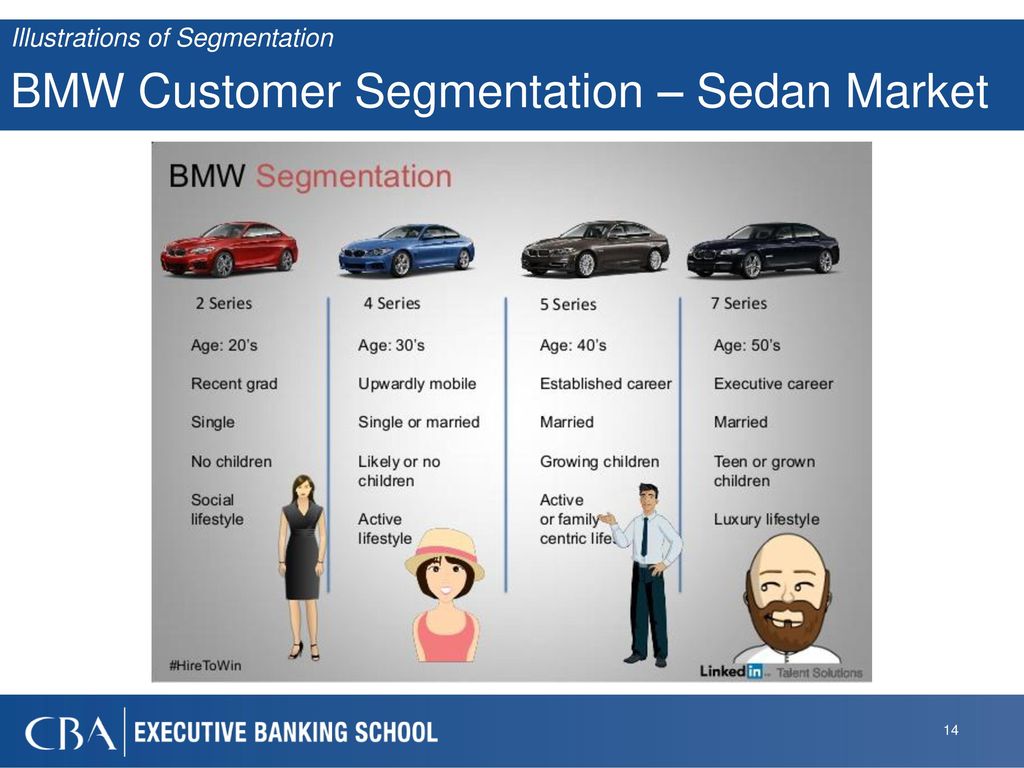 Illustrations of Segmentation
BMW Customer Segmentation – Sedan Market
BMW Segmentation
2 Series
Age: 20's
Recent grad
Single
No children
Social
lifestyle
4 Series
Age: 30's
Upwardly mobile
Single or married
Likely or no
children
Active
lifestyle
5 Series
Age: 40's
Established career
Married
Growing children
Active
or family
centric life
7 Series
Age: 50's
Executive career
Married
Teen or grown
children
Luxury lifestyle
#HireToWin
Linked in Talent Solutions
CBA EXECUTIVE BANKING SCHOOL
14